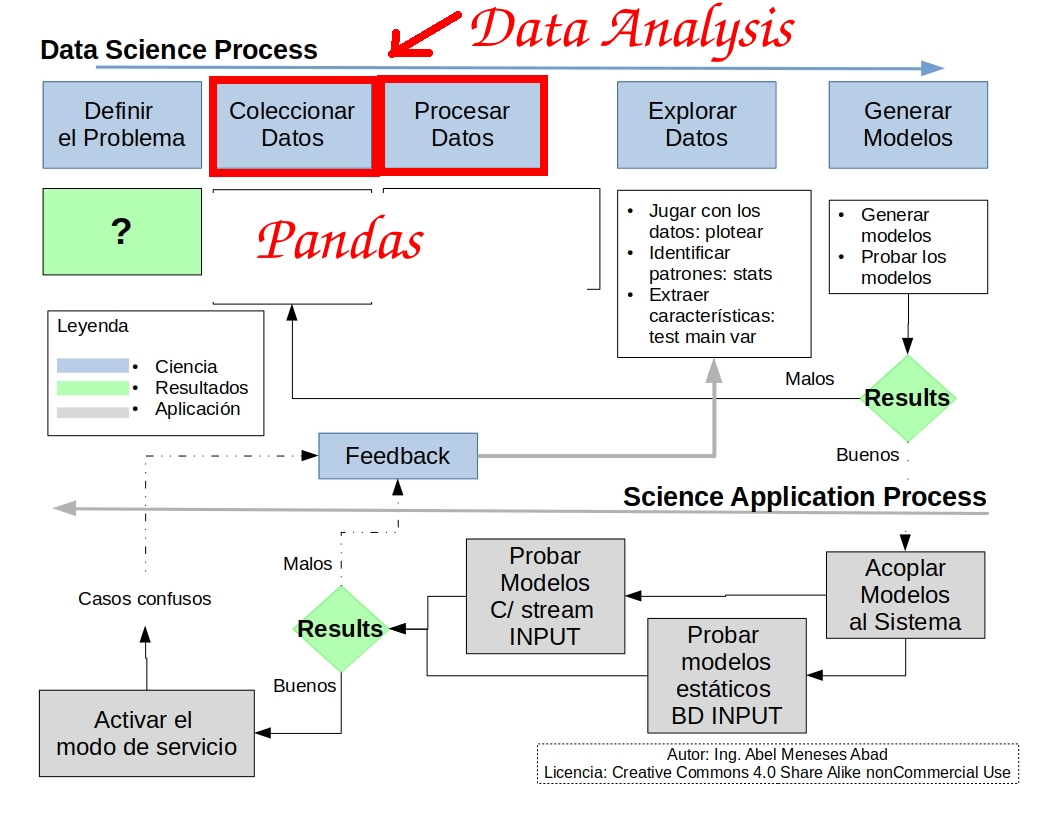 Data Analysis
Data Science Process
Definir
el Problema
Coleccionar
Datos
Procesar
Datos
Explorar
Datos
Generar
Modelos
?
Pandas
• Jugar con los
datos: plotear
• Identificar
patrones: stats
• Extraer
características:
test main var
• Generar
modelos
• Probar los
modelos
Leyenda
• Ciencia
• Resultados
• Aplicación
Malos
Results
Buenos
Feedback
Science Application Process
Malos
Casos confusos
Results
Buenos
Probar
Modelos
C/ stream
INPUT
Acoplar
Modelos
al Sistema
Probar
modelos
estáticos
BD INPUT
Activar el
modo de servicio
Autor: Ing. Abel Meneses Abad
Licencia: Creative Commons 4.0 Share Alike nonCommercial Use